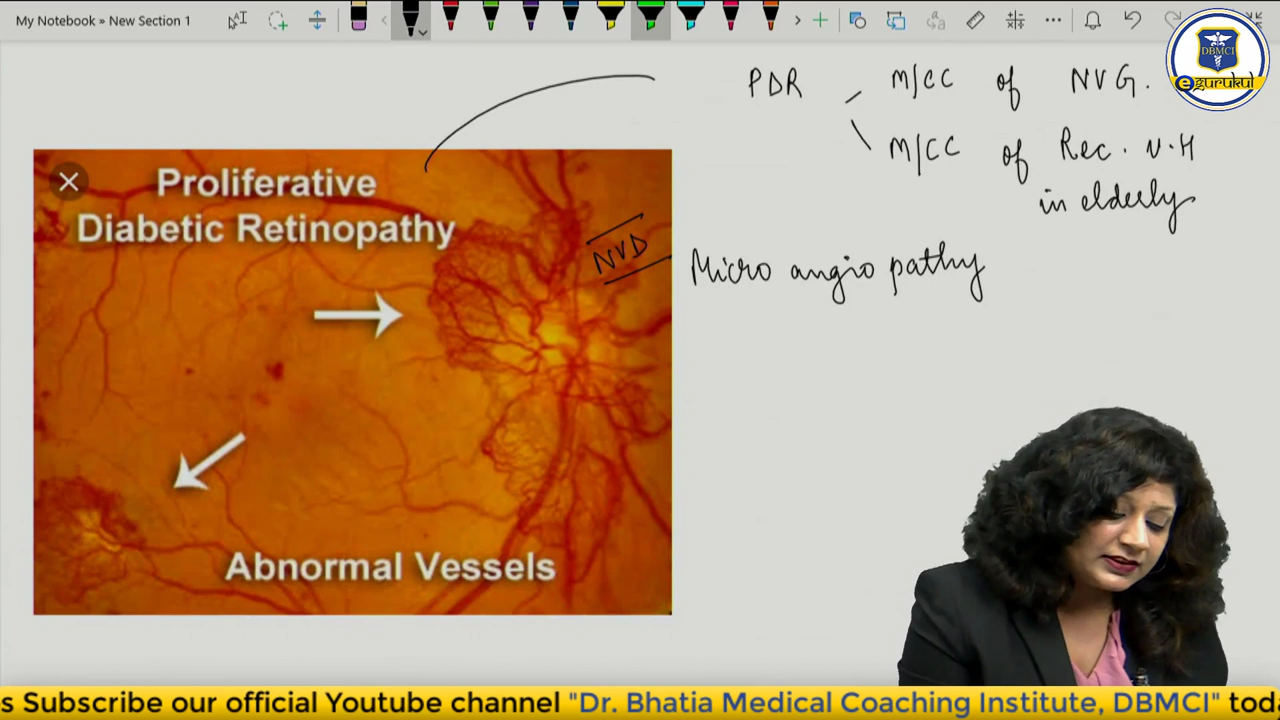 My Notebook » New Section 1
DBMCI
egurukul
PDR M/CC of NVG.
M/CC of Rec. V.H
in elderly
Proliferative
Diabetic Retinopathy
NVD
Micro angio pathy
Abnormal Vessels
s Subscribe our official Youtube channel "Dr. Bhatia Medical Coaching Institute, DBMCI" toda